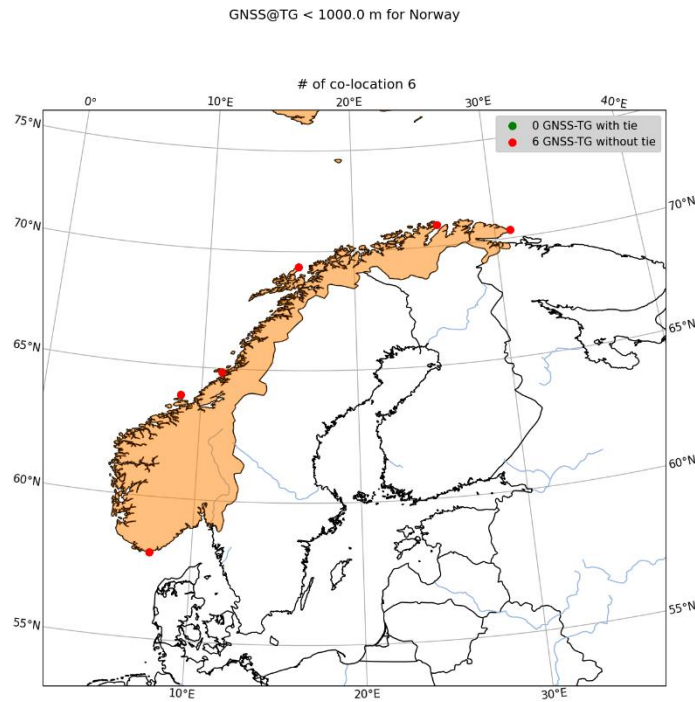 GNSS@TG < 1000.0 m for Norway
# of co-location 6
0° 10°E 20°E 30°E 40°E
75°N
0 GNSS-TG with tie
6 GNSS-TG without tie
70°N 70°N
65°N 65°N
60°N 60°N
55°N 55°N
10°E 20°E 30°E